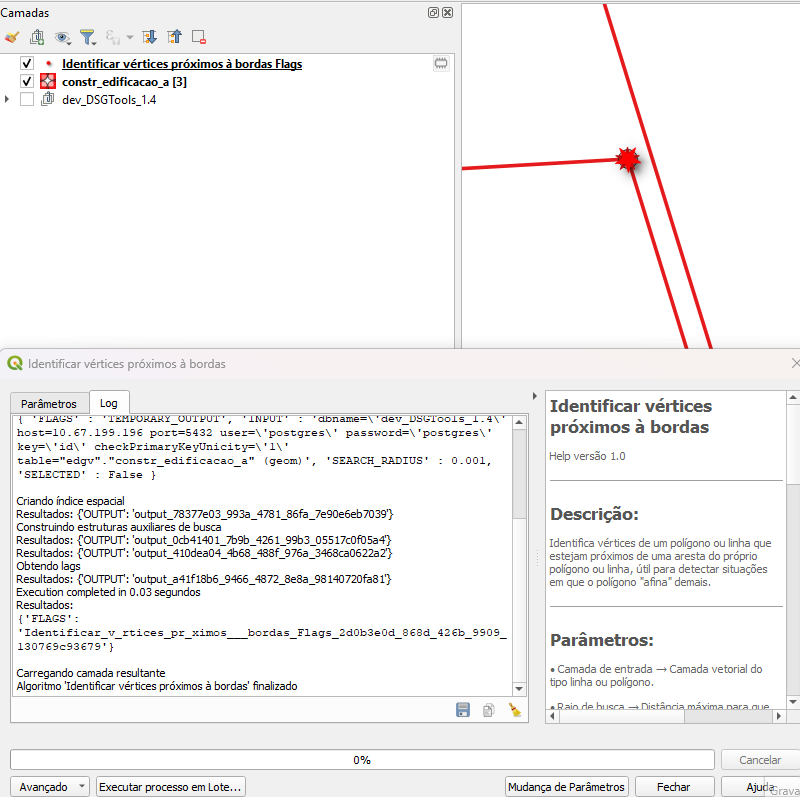 Camadas
Identificar vértices próximos à bordas Flags
constr_edificacao_a [3]
dev_DSGTools_1.4
Identificar vértices próximos à bordas
Parâmetros
Log
{ 'FLAGS' : 'TEMPORARY_OUTPUT', 'INPUT' : 'dbname=\'dev_DSGTools_1.4\'
host=10.67.199.196 port=5432 user=\'postgres\' password=\'postgres\'
key=\'id\' checkPrimaryKeyUnicity=\'1\'
table="edgv"."constr_edificacao_a" (geom)', 'SEARCH_RADIUS' : 0.001,
'SELECTED' : False }
Criando índice espacial
Resultados: {'OUTPUT': 'output_78377e03_993a_4781_86fa_7e90e6eb7039'}
Construindo estruturas auxiliares de busca
Resultados: {'OUTPUT': 'output_0cb41401_7b9b_4261_99b3_05517c0f05a4'}
Resultados: {'OUTPUT': 'output_410dea04_4b68_488f_976a_3468ca0622a2'}
Obtendo lags
Resultados: {'OUTPUT': 'output_a41f18b6_9466_4872_8e8a_98140720fa81'}
Execution completed in 0.03 segundos
Resultados:
{'FLAGS':
'Identificar_v_rtices_pr_ximos___bordas_Flags_2d0b3e0d_868d_426b_9909_
130769c93679'}
Carregando camada resultante
Algoritmo 'Identificar vértices próximos à bordas' finalizado
Identificar vértices
próximos à bordas
Help versão 1.0
Descrição:
Identifica vértices de um polígono ou linha que
estejam próximos de uma aresta do próprio
polígono ou linha, útil para detectar situações
em que o polígono "afina" demais.
Parâmetros:
• Camada de entrada → Camada vetorial do
tipo linha ou polígono.
• Raio de busca → Distância máxima para que
0%
Cancelar
Avançado
Executar processo em Lote...
Mudança de Parâmetros
Fechar
Ajuda
Grava